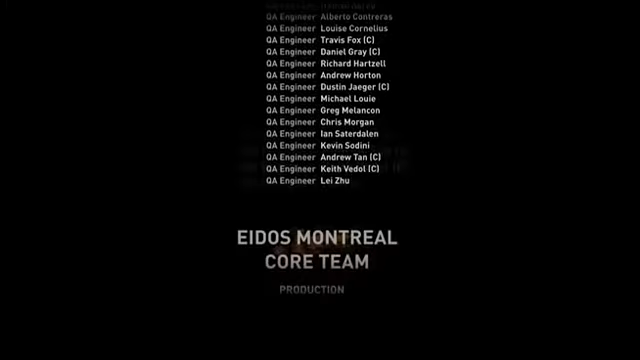 QA Engineer Alberto Contreras
QA Engineer Louise Cornelius
QA Engineer Travis Fox (C)
QA Engineer Daniel Gray (C)
QA Engineer Richard Hartzell
QA Engineer Andrew Horton
QA Engineer Dustin Jaeger (C)
QA Engineer Michael Louie
QA Engineer Greg Melancon
QA Engineer Chris Morgan
QA Engineer Ian Saterdalen
QA Engineer Kevin Sodini
QA Engineer Andrew Tan (C)
QA Engineer Keith Vedol (C)
QA Engineer Lei Zhu
EIDOS MONTREAL
CORE TEAM
PRODUCTION